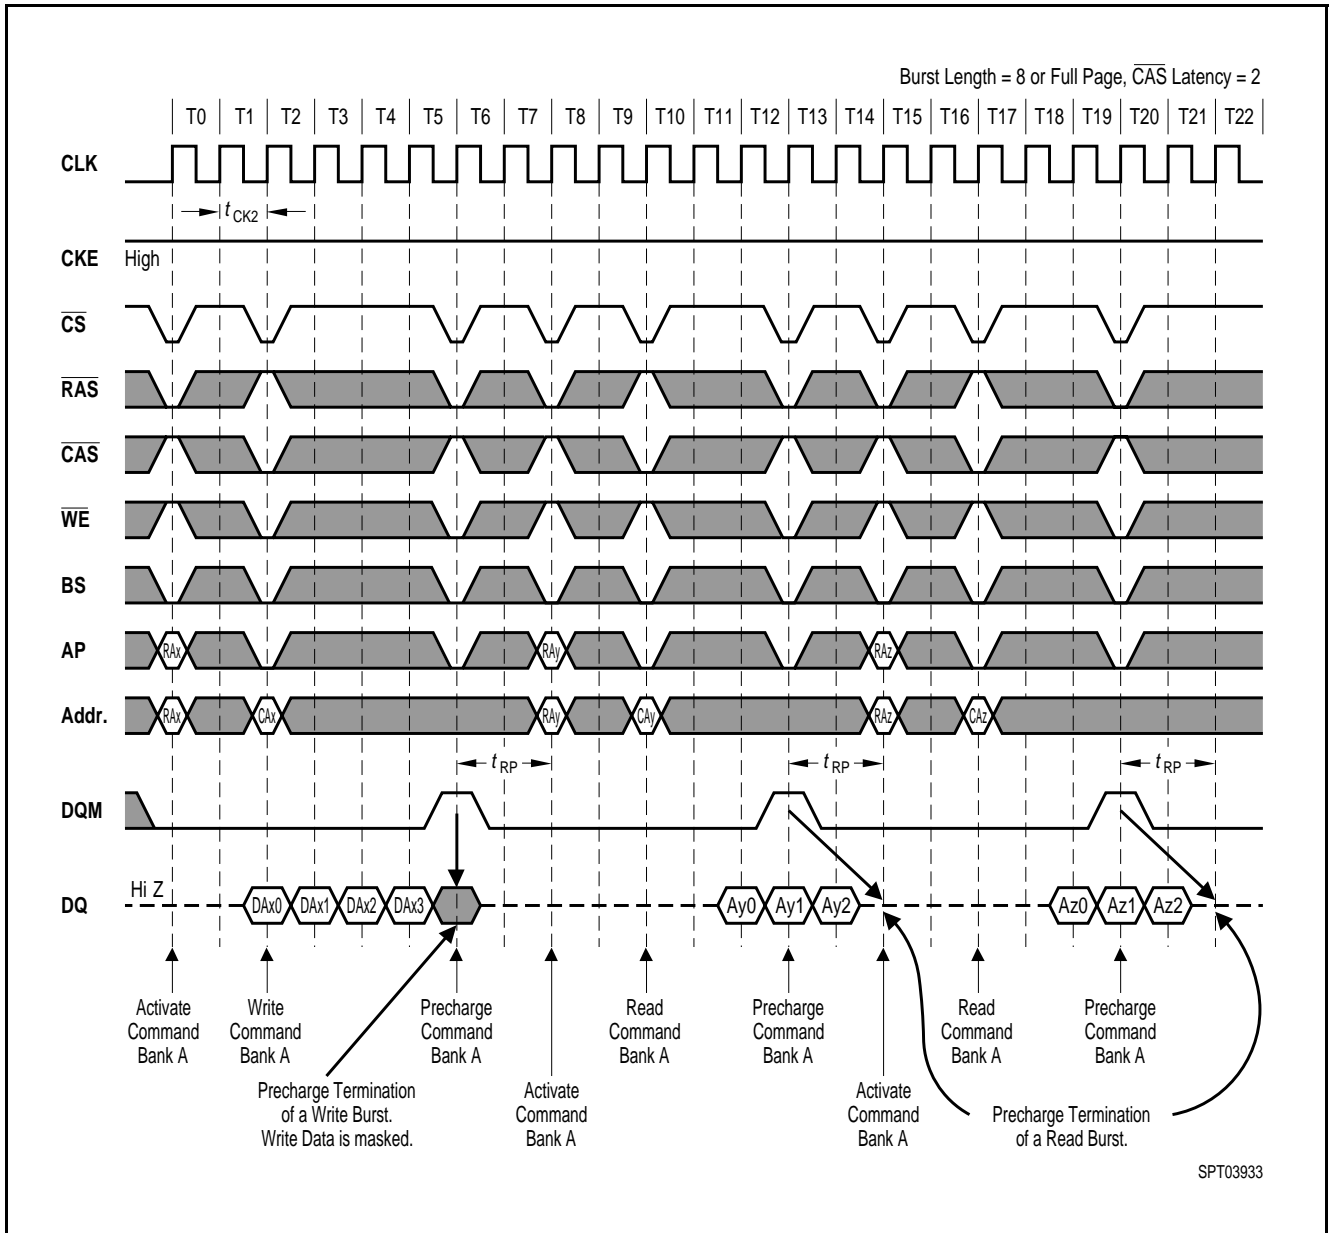 Burst Length = 8 or Full Page, CAS Latency = 2
T0 T1 T2 T3 T4 T5 T6 T7 T8 T9 T10 T11 T12 T13 T14 T15 T16 T17 T18 T19 T20 T21 T22
CLK
tCK2
CKE High
CS
RAS
CAS
WE
BS
AP RAx RAy RAz
Addr. RAx CAx RAy CAy RAz CAz
tRP tRP tRP
DQM
Hi Z
DQ DAx0 DAx1 DAx2 DAx3 Ay0 Ay1 Ay2 Az0 Az1 Az2
Activate
Command
Bank A
Write
Command
Bank A
Precharge
Command
Bank A
Read
Command
Bank A
Precharge
Command
Bank A
Read
Command
Bank A
Precharge
Command
Bank A
Precharge Termination
of a Write Burst.
Write Data is masked.
Activate
Command
Bank A
Activate
Command
Bank A
Precharge Termination
of a Read Burst.
SPT03933